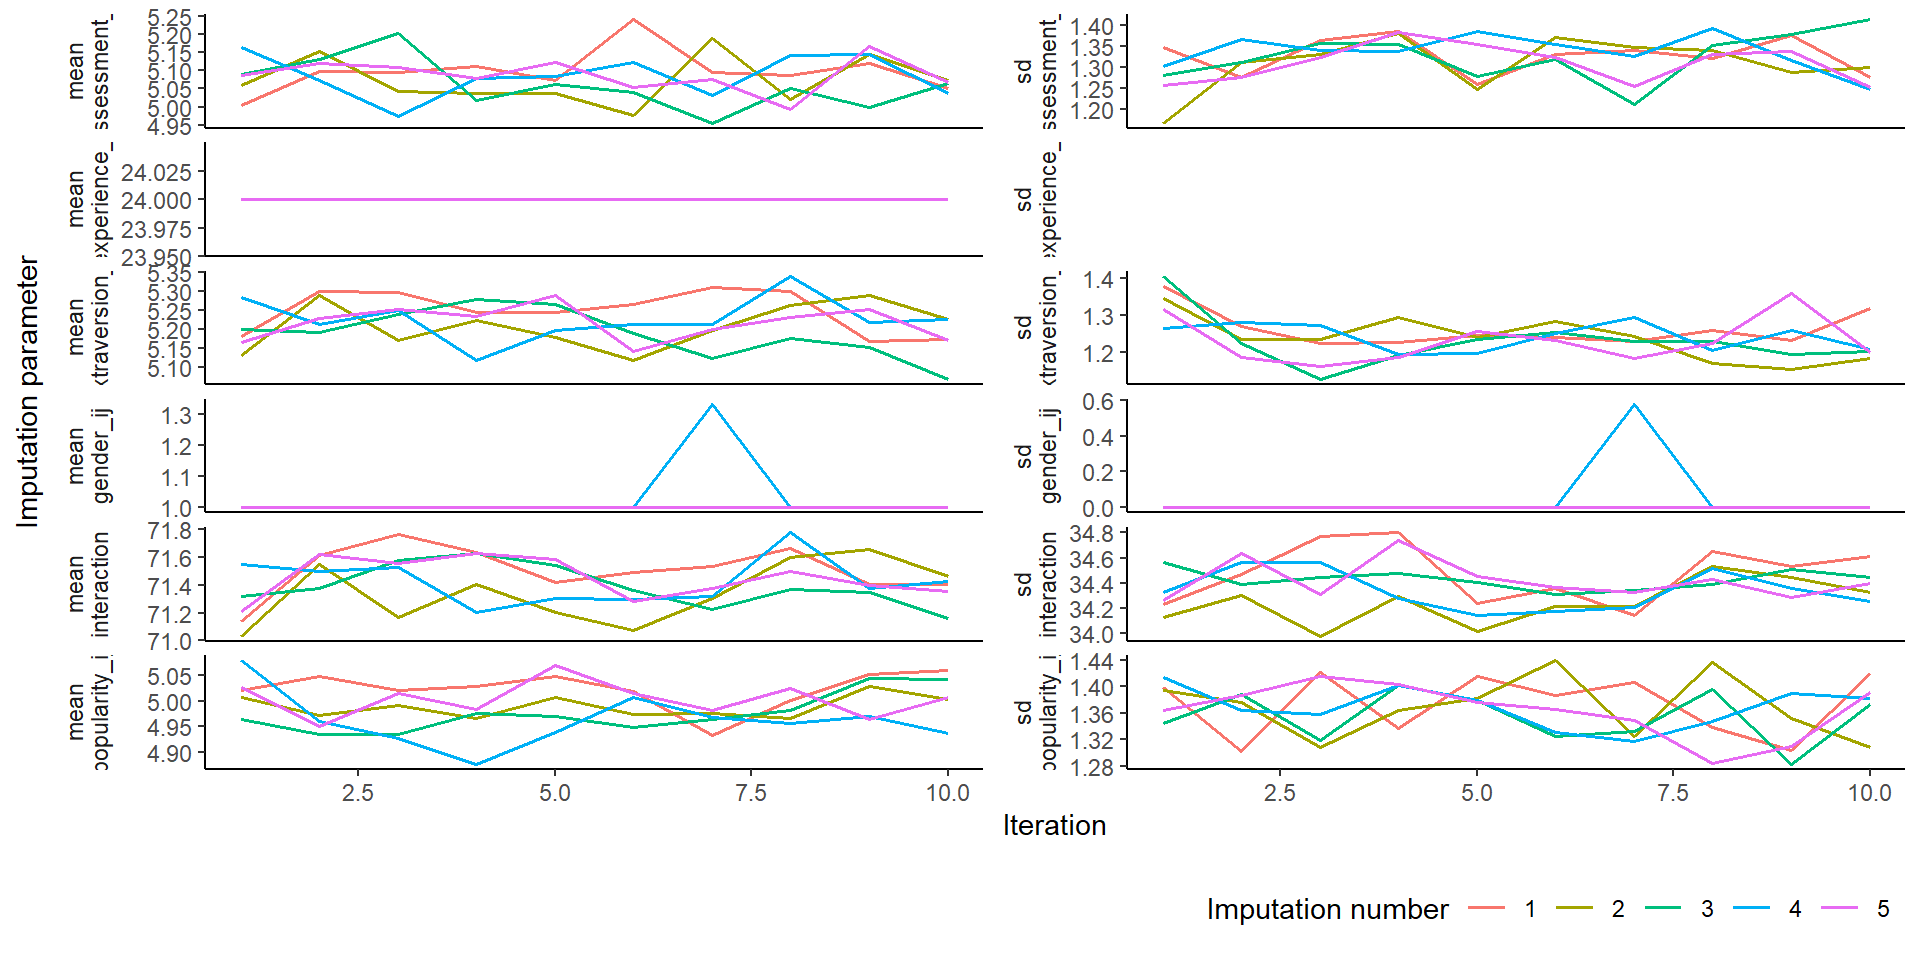 Imputation parameter
mean
ssessment_
5.25
5.20
5.15
5.10
5.05
5.00
4.95
sd
ssessment_
1.40
1.35
1.30
1.25
1.20
mean
experience_
24.025
24.000
23.975
23.950
sd
experience_
mean
xtraversion_
5.35
5.30
5.25
5.20
5.15
5.10
sd
xtraversion_
1.4
1.3
1.2
mean
gender_ij
1.3
1.2
1.1
1.0
sd
gender_ij
0.6
0.4
0.2
0.0
mean
interaction
71.8
71.6
71.4
71.2
71.0
sd
interaction
34.8
34.6
34.4
34.2
34.0
mean
popularity_i
5.05
5.00
4.95
4.90
sd
popularity_i
1.44
1.40
1.36
1.32
1.28
2.5 5.0 7.5 10.0
2.5 5.0 7.5 10.0
Iteration
Imputation number 1 2 3 4 5